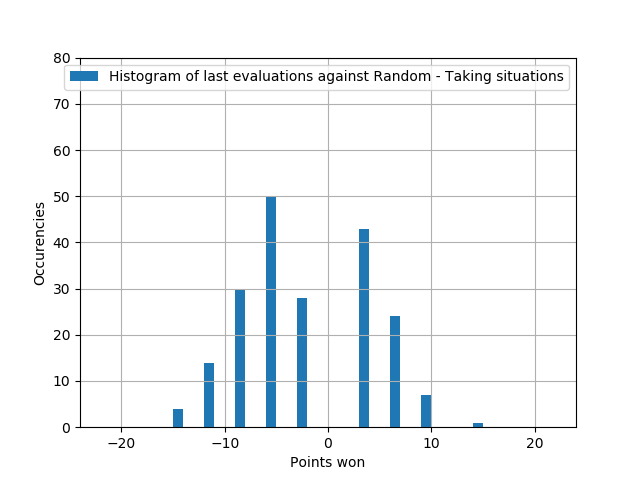 Histogram of last evaluations against Random - Taking situations
80
70
60
50
40
30
20
10
0
Occurencies
−20 −10 0 10 20
Points won